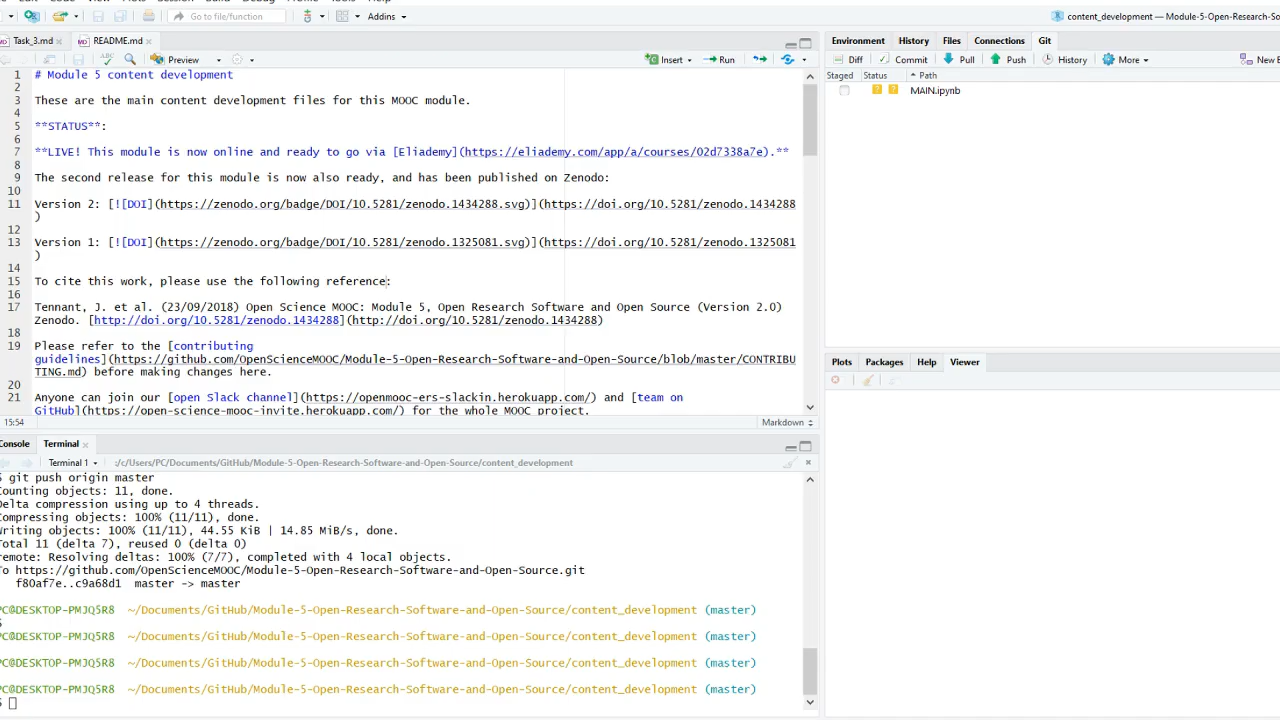 Go to file/function
Addins
content_development — Module-5-Open-Research-So
Task_3.md
README.md
Preview
Insert
Run
1 # Module 5 content development
2
3 These are the main content development files for this MOOC module.
4
5 **STATUS**:
6
7 **LIVE! This module is now online and ready to go via [Eliademy](https://eliademy.com/app/a/courses/02d7338a7e).**
8
9 The second release for this module is now also ready, and has been published on Zenodo:
10
11 Version 2: [![DOI](https://zenodo.org/badge/DOI/10.5281/zenodo.1434288.svg)](https://doi.org/10.5281/zenodo.1434288
)
12
13 Version 1: [![DOI](https://zenodo.org/badge/DOI/10.5281/zenodo.1325081.svg)](https://doi.org/10.5281/zenodo.1325081
)
14
15 To cite this work, please use the following reference:
16
17 Tennant, J. et al. (23/09/2018) Open Science MOOC: Module 5, Open Research Software and Open Source (Version 2.0)
Zenodo. [http://doi.org/10.5281/zenodo.1434288](http://doi.org/10.5281/zenodo.1434288)
18
19 Please refer to the [contributing
guidelines](https://github.com/OpenScienceMOOC/Module-5-Open-Research-Software-and-Open-Source/blob/master/CONTRIBU
TING.md) before making changes here.
20
21 Anyone can join our [open Slack channel](https://openmooc-ers-slackin.herokuapp.com/) and [team on
GitHub](https://open-science-mooc-invite.herokuapp.com/) for the whole MOOC project.
15:54
Markdown
Console
Terminal
Terminal 1
:/c/Users/PC/Documents/GitHub/Module-5-Open-Research-Software-and-Open-Source/content_development
$ git push origin master
Counting objects: 11, done.
Delta compression using up to 4 threads.
Compressing objects: 100% (11/11), done.
Writing objects: 100% (11/11), 44.55 KiB | 14.85 MiB/s, done.
Total 11 (delta 7), reused 0 (delta 0)
remote: Resolving deltas: 100% (7/7), completed with 4 local objects.
To https://github.com/OpenScienceMOOC/Module-5-Open-Research-Software-and-Open-Source.git
f80af7e..c9a68d1 master -> master
PC@DESKTOP-PMJQ5R8 ~/Documents/GitHub/Module-5-Open-Research-Software-and-Open-Source/content_development (master)
$
PC@DESKTOP-PMJQ5R8 ~/Documents/GitHub/Module-5-Open-Research-Software-and-Open-Source/content_development (master)
PC@DESKTOP-PMJQ5R8 ~/Documents/GitHub/Module-5-Open-Research-Software-and-Open-Source/content_development (master)
PC@DESKTOP-PMJQ5R8 ~/Documents/GitHub/Module-5-Open-Research-Software-and-Open-Source/content_development (master)
$
Environment
History
Files
Connections
Git
Diff
Commit
Pull
Push
History
More
New B
Staged
Status
Path
MAIN.ipynb
Plots
Packages
Help
Viewer